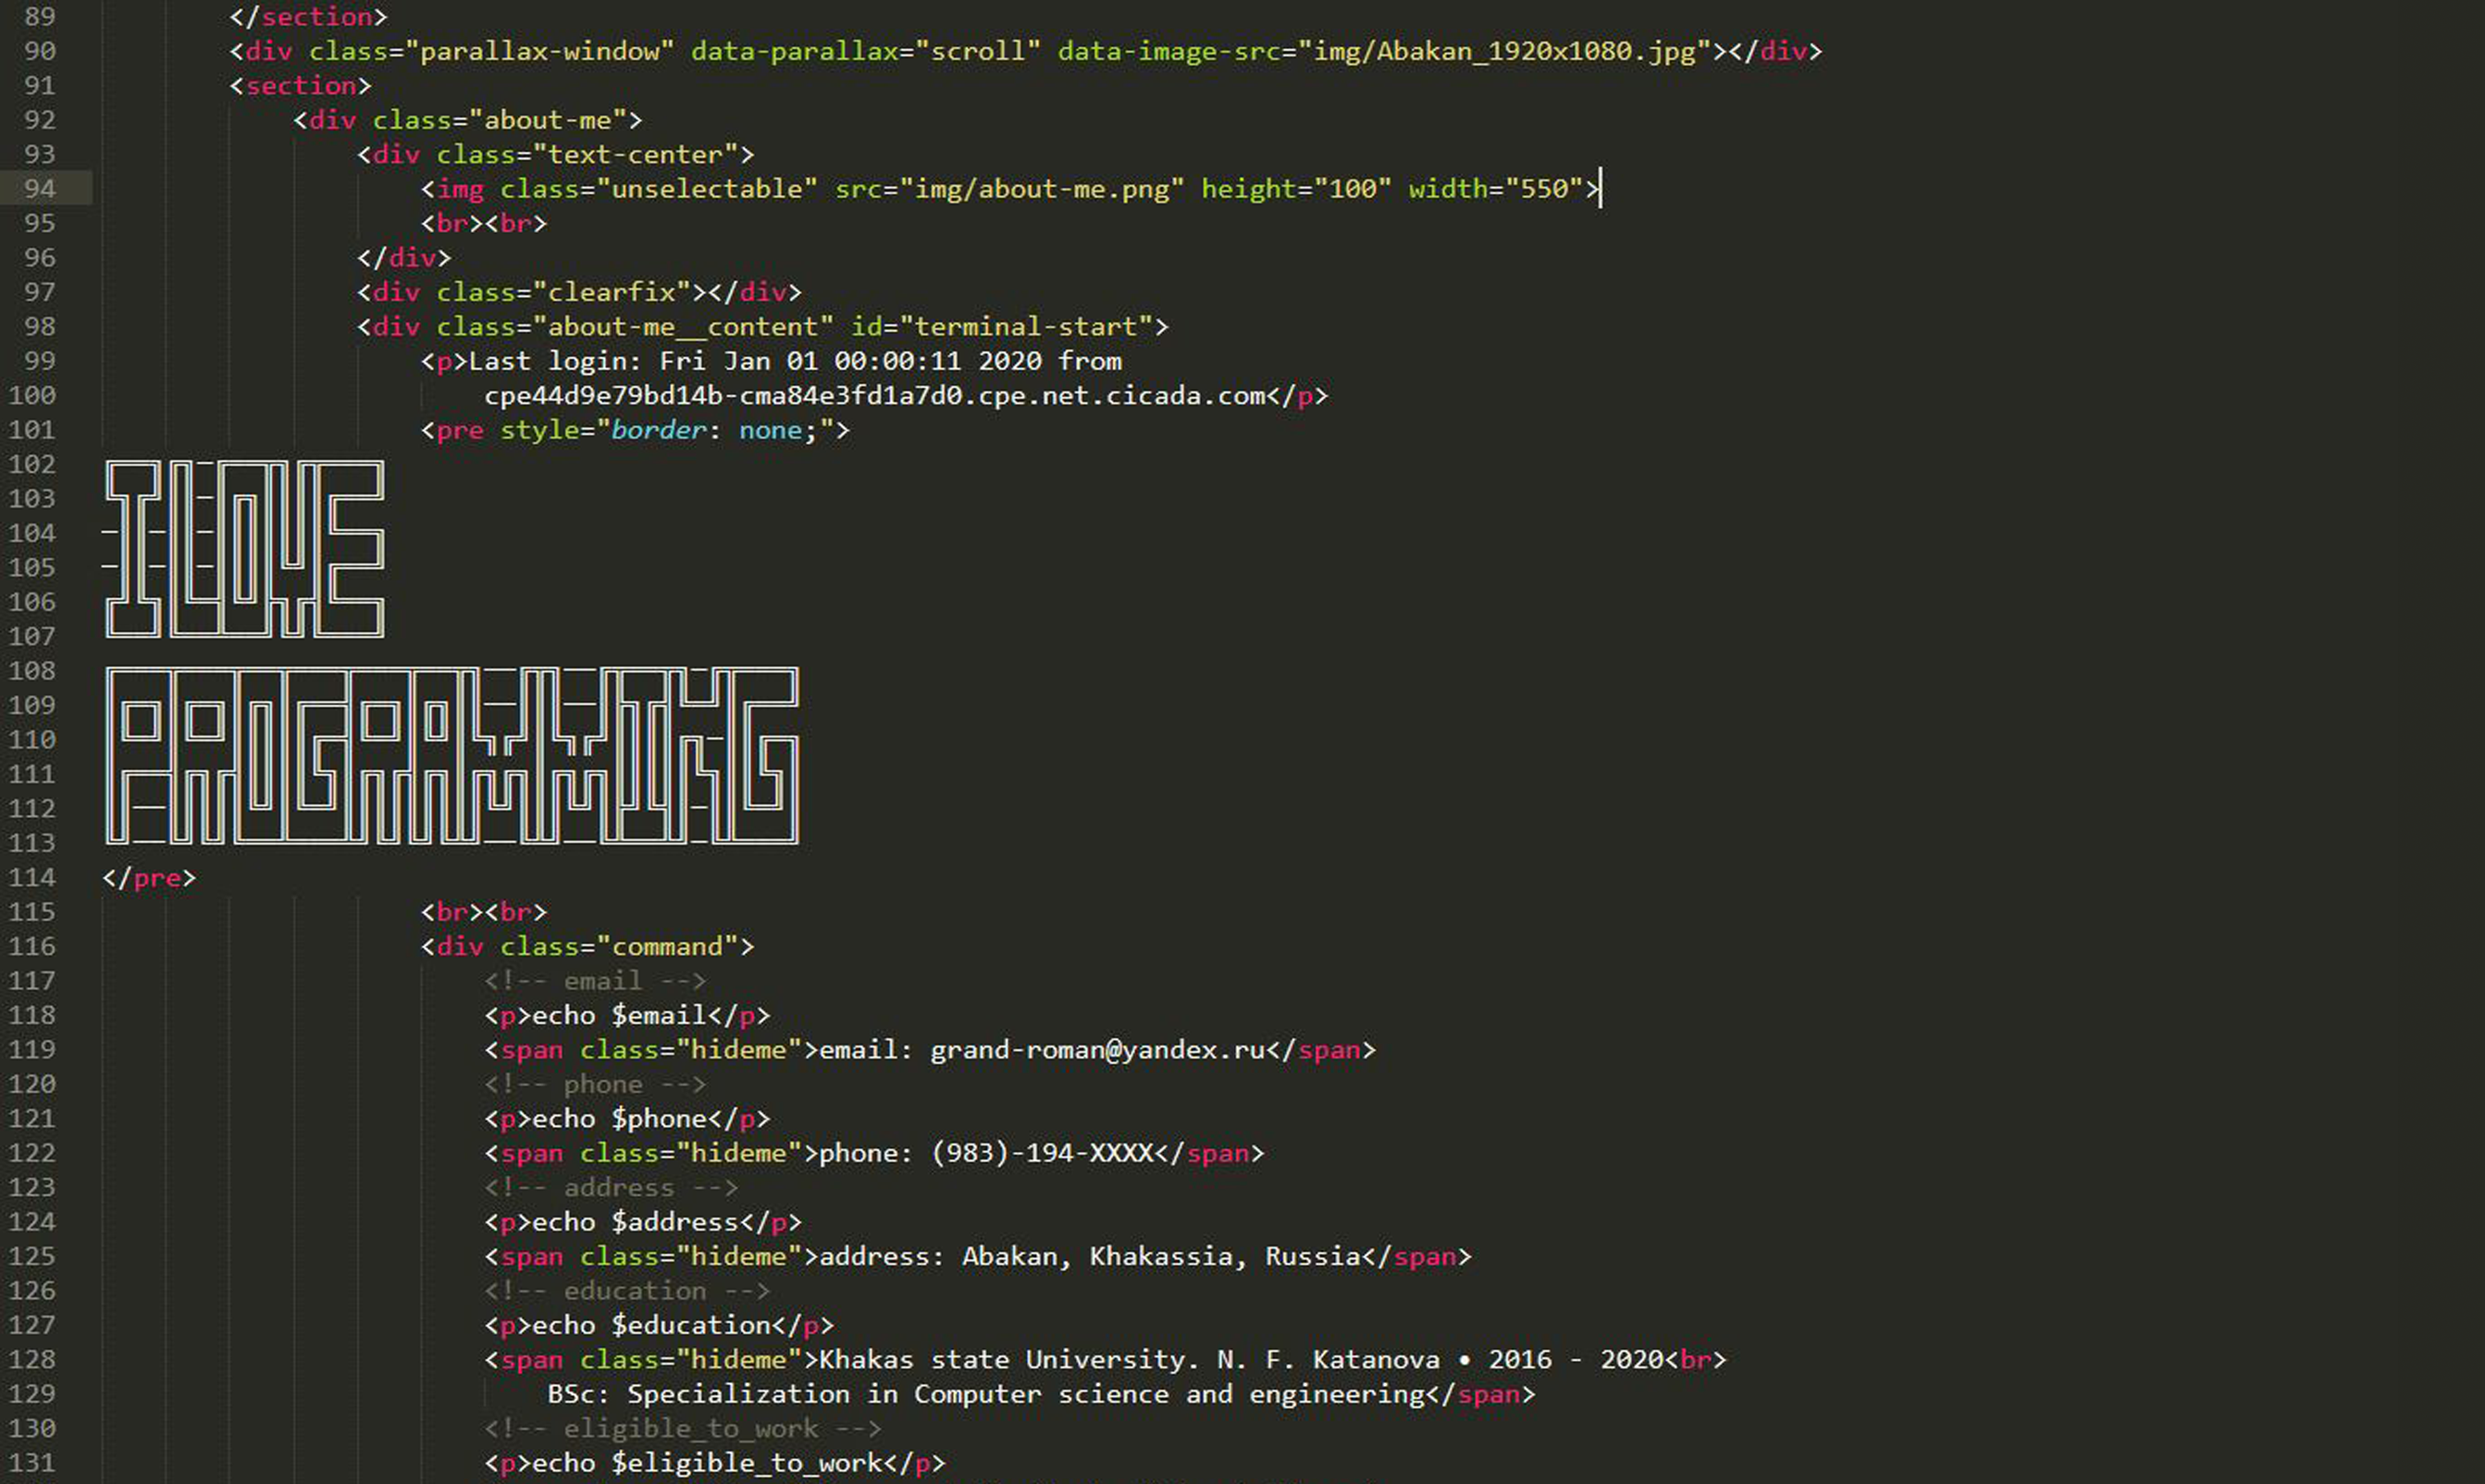 89 </section>
90 <div class="parallax-window" data-parallax="scroll" data-image-src="img/Abakan_1920x1080.jpg"></div>
91 <section>
92 <div class="about-me">
93 <div class="text-center">
94 <img class="unselectable" src="img/about-me.png" height="100" width="550">
95 <br><br>
96 </div>
97 <div class="clearfix"></div>
98 <div class="about-me__content" id="terminal-start">
99 <p>Last login: Fri Jan 01 00:00:11 2020 from
100 cpe44d9e79bd14b-cma84e3fd1a7d0.cpe.net.cicada.com</p>
101 <pre style="border: none;">
102
103
104 I LOVE
105
106
107
108
109
110 PROGRAMMING
111
112
113
114 </pre>
115 <br><br>
116 <div class="command">
117 <!-- email -->
118 <p>echo $email</p>
119 <span class="hideme">email: grand-roman@yandex.ru</span>
120 <!-- phone -->
121 <p>echo $phone</p>
122 <span class="hideme">phone: (983)-194-XXXX</span>
123 <!-- address -->
124 <p>echo $address</p>
125 <span class="hideme">address: Abakan, Khakassia, Russia</span>
126 <!-- education -->
127 <p>echo $education</p>
128 <span class="hideme">Khakas state University. N. F. Katanova • 2016 - 2020<br>
129 BSc: Specialization in Computer science and engineering</span>
130 <!-- eligible_to_work -->
131 <p>echo $eligible_to_work</p>